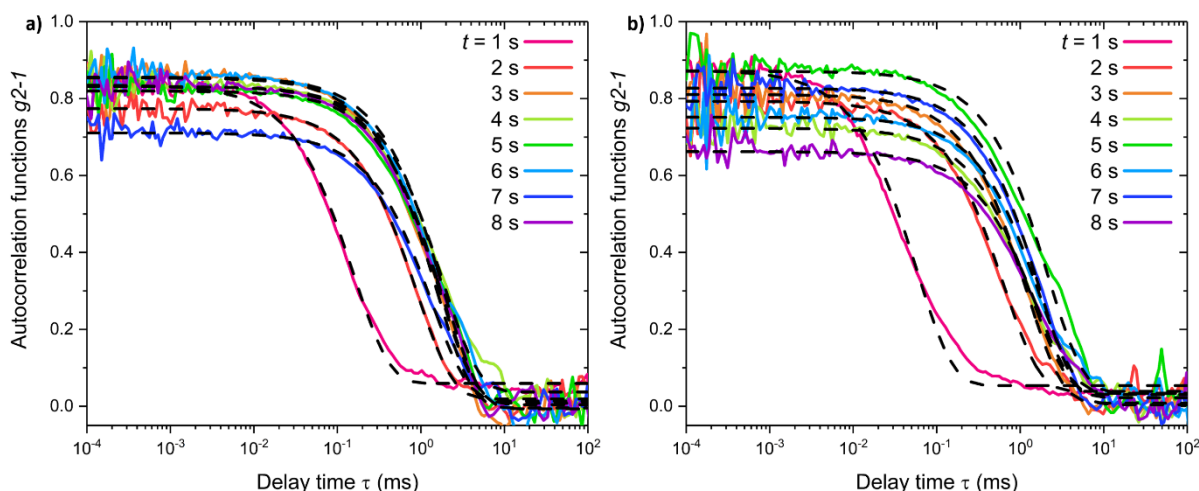 a)
t = 1 s
2 s
3 s
4 s
5 s
6 s
7 s
8 s
1.0
0.8
0.6
0.4
0.2
0.0
Autocorrelation functions g2-1
10-4 10-3 10-2 10-1 100 101 102
Delay time τ (ms)
b)
t = 1 s
2 s
3 s
4 s
5 s
6 s
7 s
8 s
1.0
0.8
0.6
0.4
0.2
0.0
Autocorrelation functions g2-1
10-4 10-3 10-2 10-1 100 101 102
Delay time τ (ms)